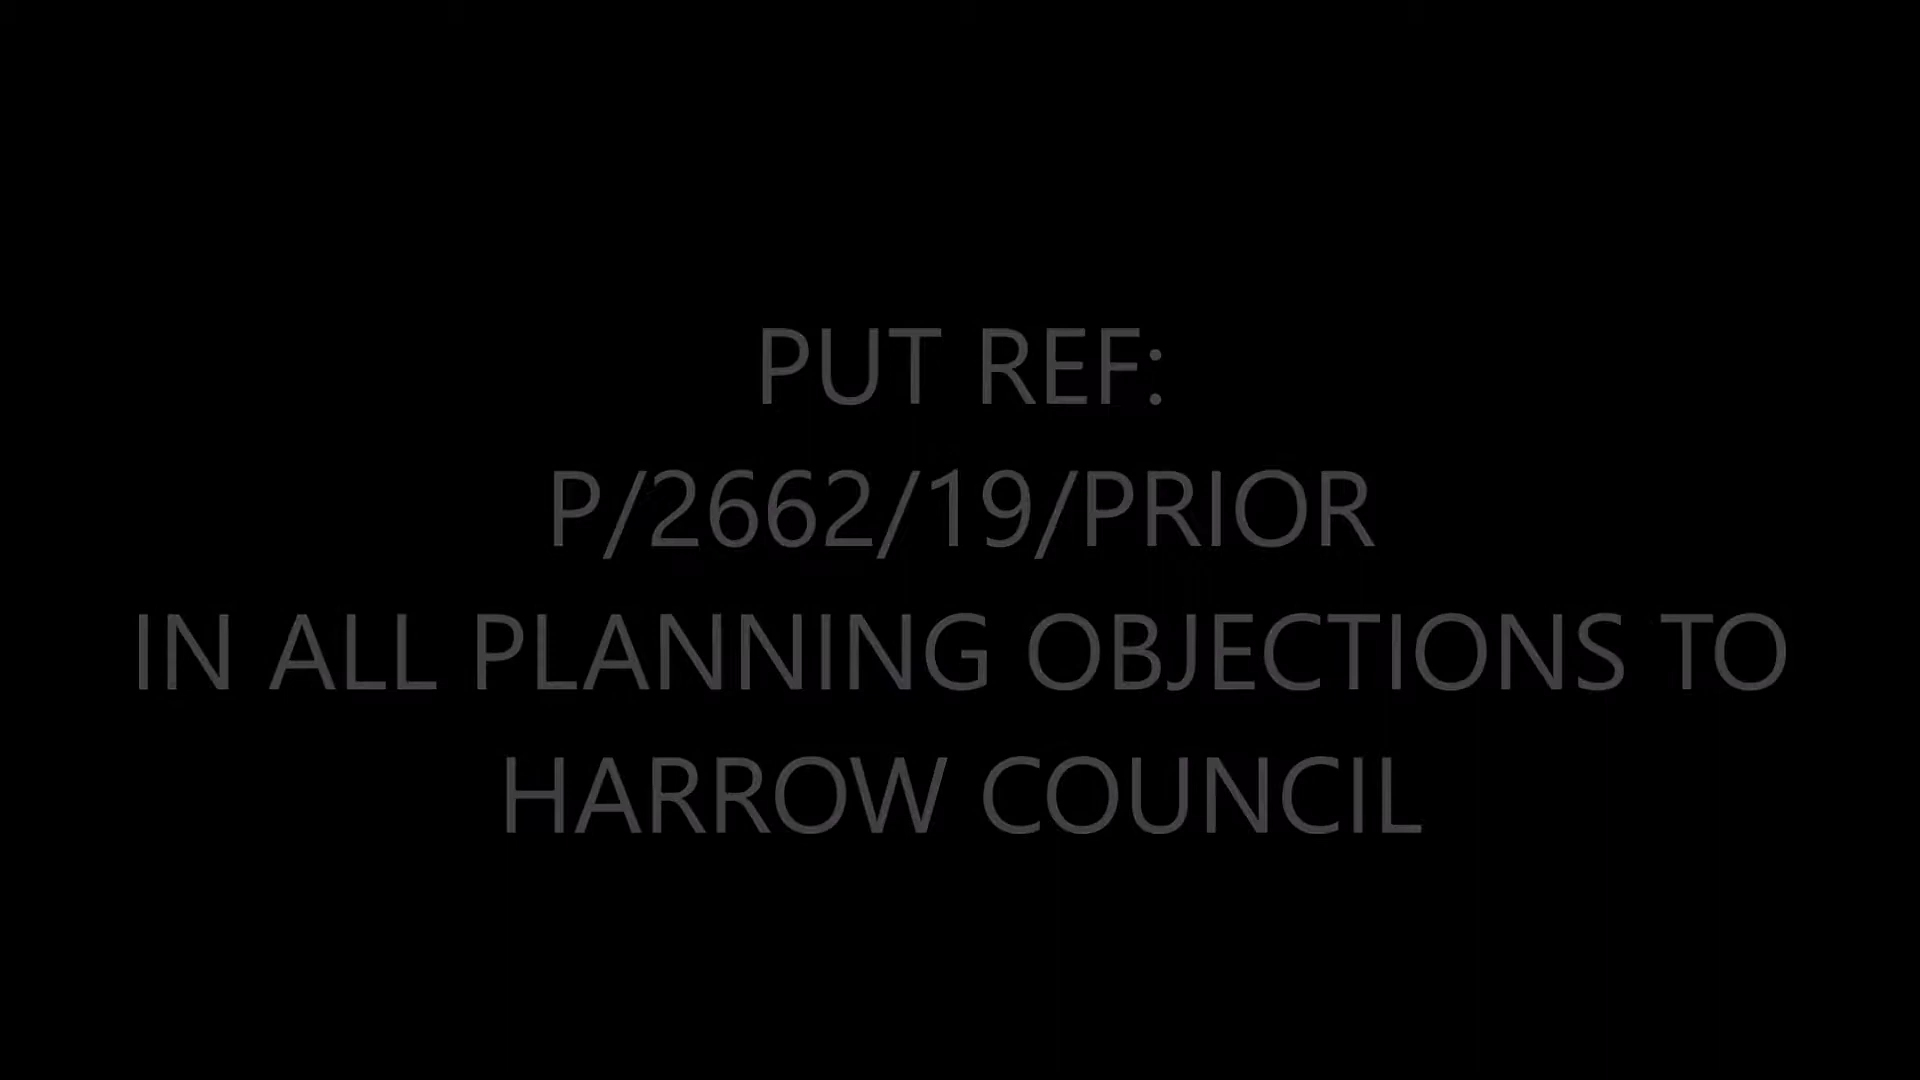 PUT REF:
P/2662/19/PRIOR
IN ALL PLANNING OBJECTIONS TO
HARROW COUNCIL